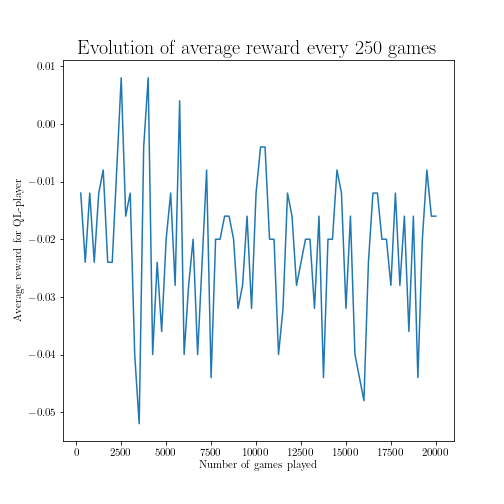 Evolution of average reward every 250 games
0.01
0.00
−0.01
−0.02
−0.03
−0.04
−0.05
Average reward for QL-player
0 2500 5000 7500 10000 12500 15000 17500 20000
Number of games played